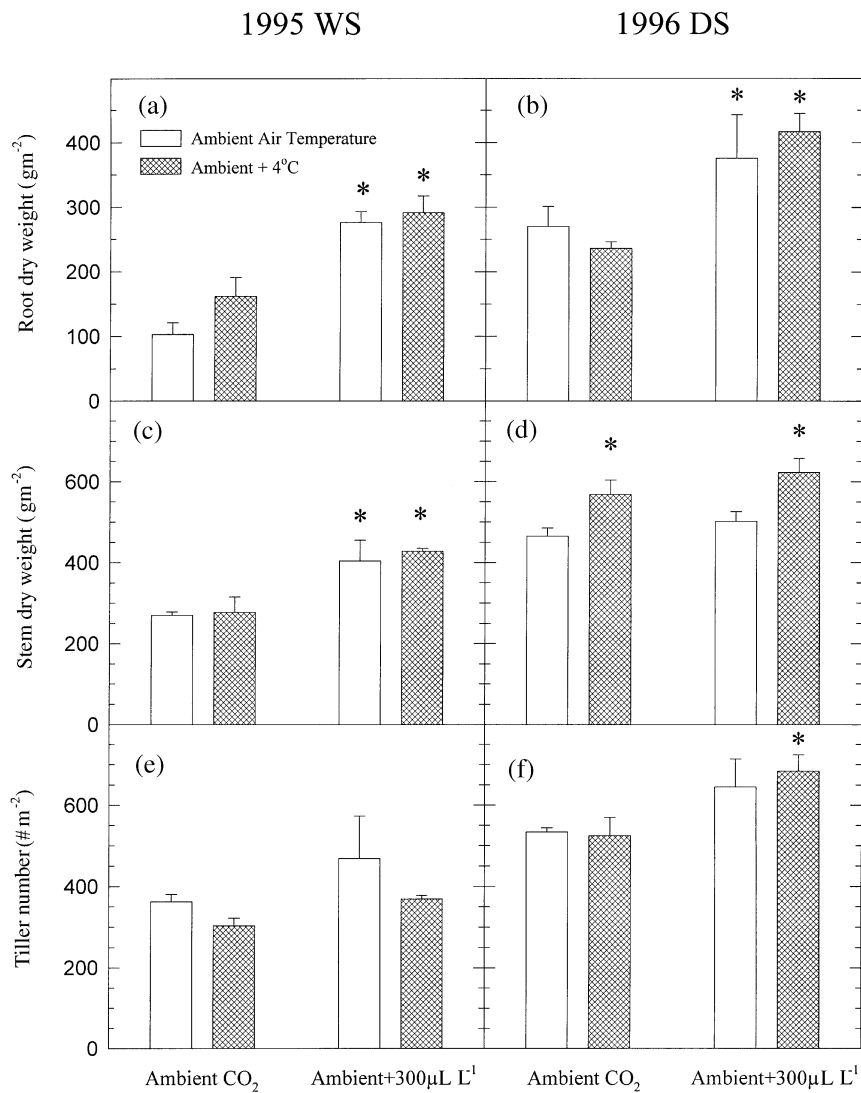 1995 WS 1996 DS
(a) (b)
* * * *
Ambient Air Temperature
Ambient + 4°C
Root dry weight (gm⁻²)
400
300
200
100
0
(c) (d)
* * * *
Stem dry weight (gm⁻²)
600
400
200
0
(e) (f)
*
Tiller number (# m⁻²)
600
400
200
0
Ambient CO₂ Ambient+300µL L⁻¹ Ambient CO₂ Ambient+300µL L⁻¹